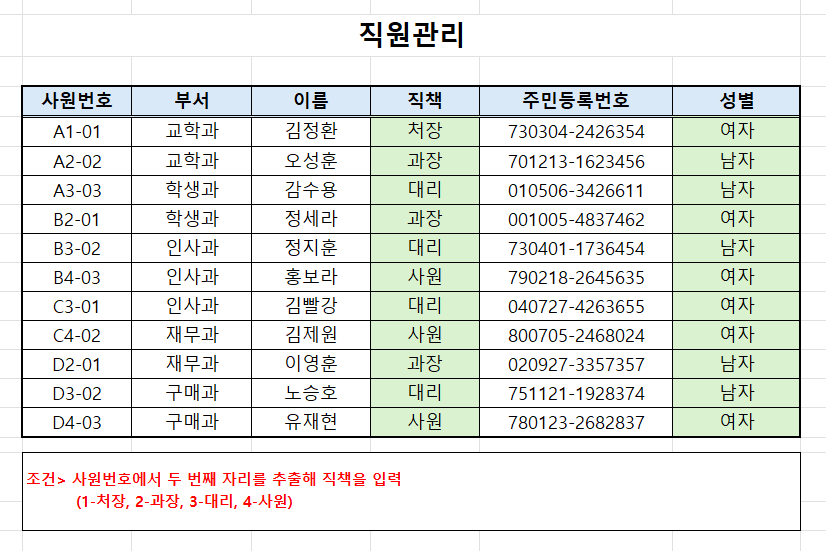 직원관리
사원번호 부서 이름 직책 주민등록번호 성별
A1-01 교학과 김정환 처장 730304-2426354 여자
A2-02 교학과 오성훈 과장 701213-1623456 남자
A3-03 학생과 감수용 대리 010506-3426611 남자
B2-01 학생과 정세라 과장 001005-4837462 여자
B3-02 인사과 정지훈 대리 730401-1736454 남자
B4-03 인사과 홍보라 사원 790218-2645635 여자
C3-01 인사과 김빨강 대리 040727-4263655 여자
C4-02 재무과 김제원 사원 800705-2468024 여자
D2-01 재무과 이영훈 과장 020927-3357357 남자
D3-02 구매과 노승호 대리 751121-1928374 남자
D4-03 구매과 유재현 사원 780123-2682837 여자
조건> 사원번호에서 두 번째 자리를 추출해 직책을 입력
(1-처장, 2-과장, 3-대리, 4-사원)